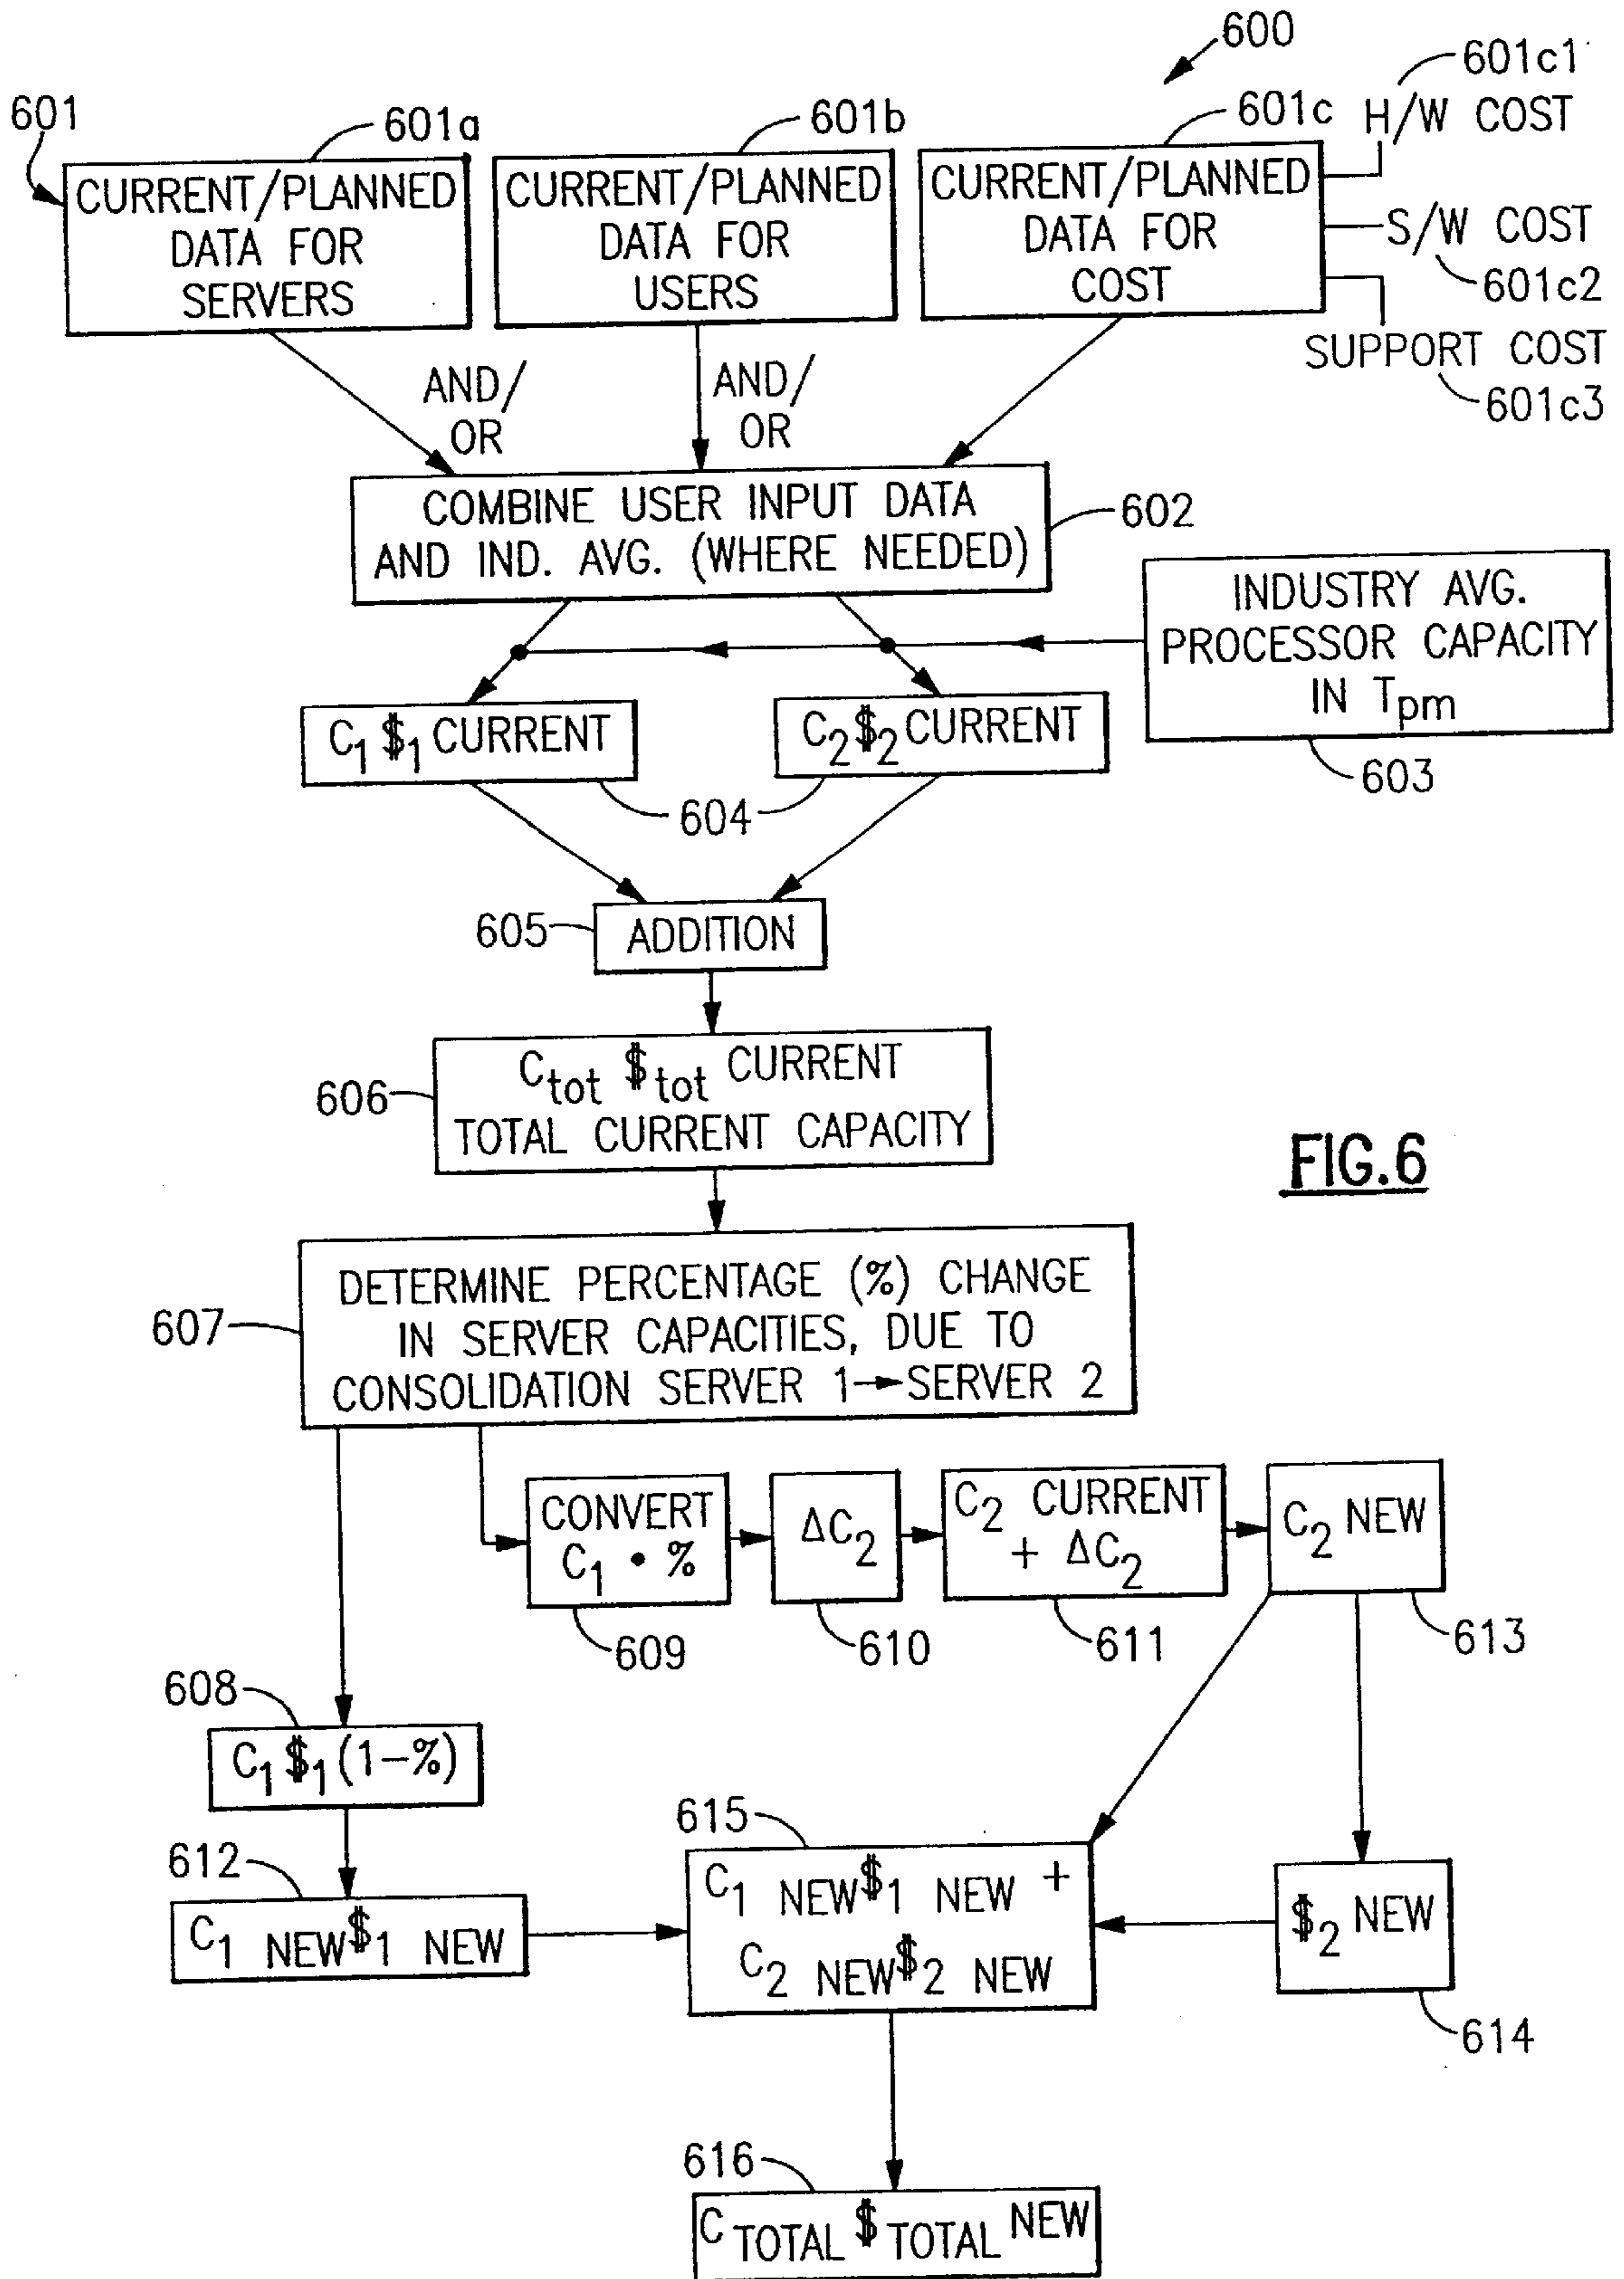 600
601
601a
601b
601c
601c1
H/W COST
S/W COST
601c2
SUPPORT COST
601c3
CURRENT/PLANNED
DATA FOR
SERVERS
CURRENT/PLANNED
DATA FOR
USERS
CURRENT/PLANNED
DATA FOR
COST
AND/
OR
AND/
OR
COMBINE USER INPUT DATA
AND IND. AVG. (WHERE NEEDED)
602
INDUSTRY AVG.
PROCESSOR CAPACITY
IN Tpm
603
C1 $1 CURRENT
C2 $2 CURRENT
604
605
ADDITION
606
Ctot $tot CURRENT
TOTAL CURRENT CAPACITY
FIG.6
607
DETERMINE PERCENTAGE (%) CHANGE
IN SERVER CAPACITIES, DUE TO
CONSOLIDATION SERVER 1→SERVER 2
CONVERT
C1 • %
609
ΔC2
610
C2 CURRENT
+ ΔC2
611
C2 NEW
613
608
C1 $1 (1-%)
612
C1 NEW $1 NEW
615
C1 NEW $1 NEW +
C2 NEW $2 NEW
$2 NEW
614
616
C TOTAL $ TOTAL NEW